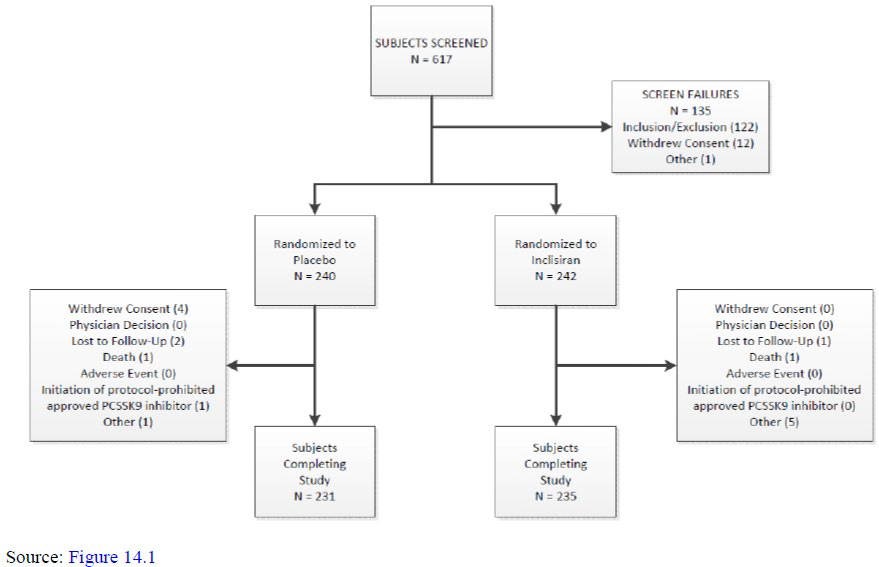 SUBJECTS SCREENED
N = 617
SCREEN FAILURES
N = 135
Inclusion/Exclusion (122)
Withdrew Consent (12)
Other (1)
Randomized to
Placebo
N = 240
Randomized to
Inclisiran
N = 242
Withdrew Consent (4)
Physician Decision (0)
Lost to Follow-Up (2)
Death (1)
Adverse Event (0)
Initiation of protocol-prohibited
approved PCSSK9 inhibitor (1)
Other (1)
Withdrew Consent (0)
Physician Decision (0)
Lost to Follow-Up (1)
Death (1)
Adverse Event (0)
Initiation of protocol-prohibited
approved PCSSK9 inhibitor (0)
Other (5)
Subjects
Completing
Study
N = 231
Subjects
Completing
Study
N = 235
Source: Figure 14.1